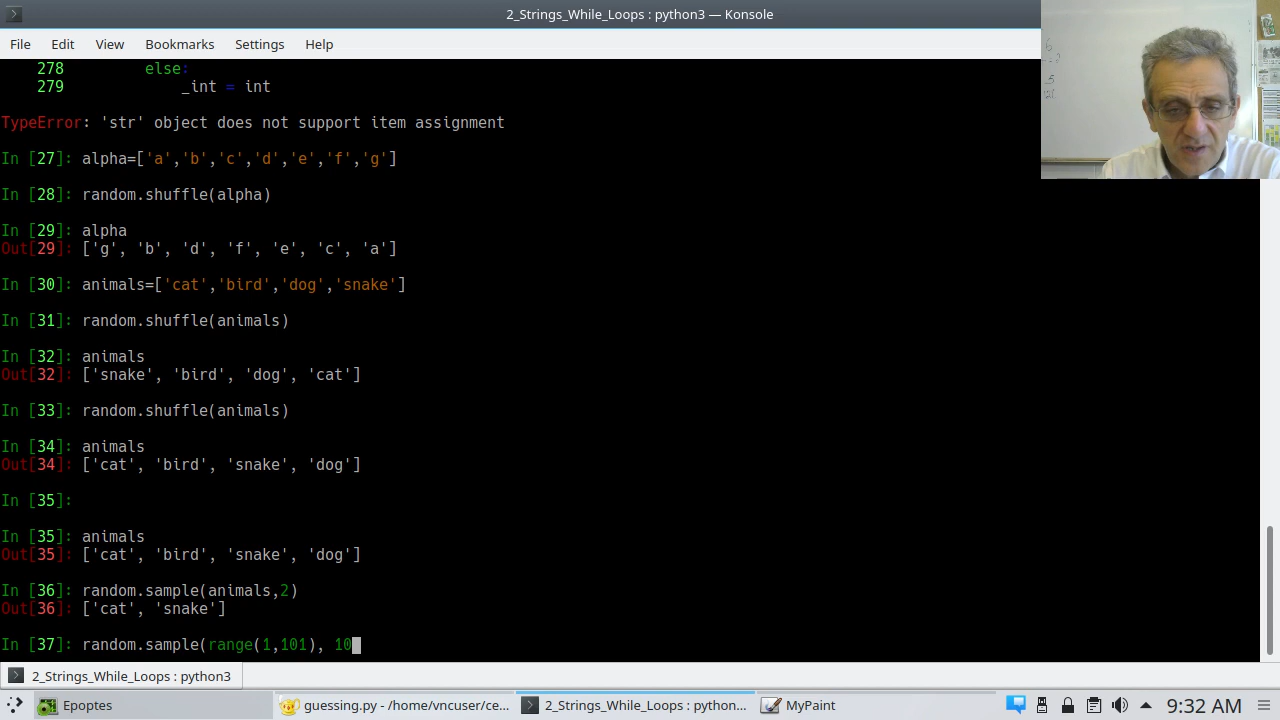 2_Strings_While_Loops : python3 — Konsole
File Edit View Bookmarks Settings Help
278 else:
279 _int = int
TypeError: 'str' object does not support item assignment
In [27]: alpha=['a','b','c','d','e','f','g']
In [28]: random.shuffle(alpha)
In [29]: alpha
Out[29]: ['g', 'b', 'd', 'f', 'e', 'c', 'a']
In [30]: animals=['cat','bird','dog','snake']
In [31]: random.shuffle(animals)
In [32]: animals
Out[32]: ['snake', 'bird', 'dog', 'cat']
In [33]: random.shuffle(animals)
In [34]: animals
Out[34]: ['cat', 'bird', 'snake', 'dog']
In [35]:
In [35]: animals
Out[35]: ['cat', 'bird', 'snake', 'dog']
In [36]: random.sample(animals,2)
Out[36]: ['cat', 'snake']
In [37]: random.sample(range(1,101), 10
2_Strings_While_Loops : python3
Epoptes guessing.py - /home/vncuser/ce... 2_Strings_While_Loops : python... MyPaint 9:32 AM